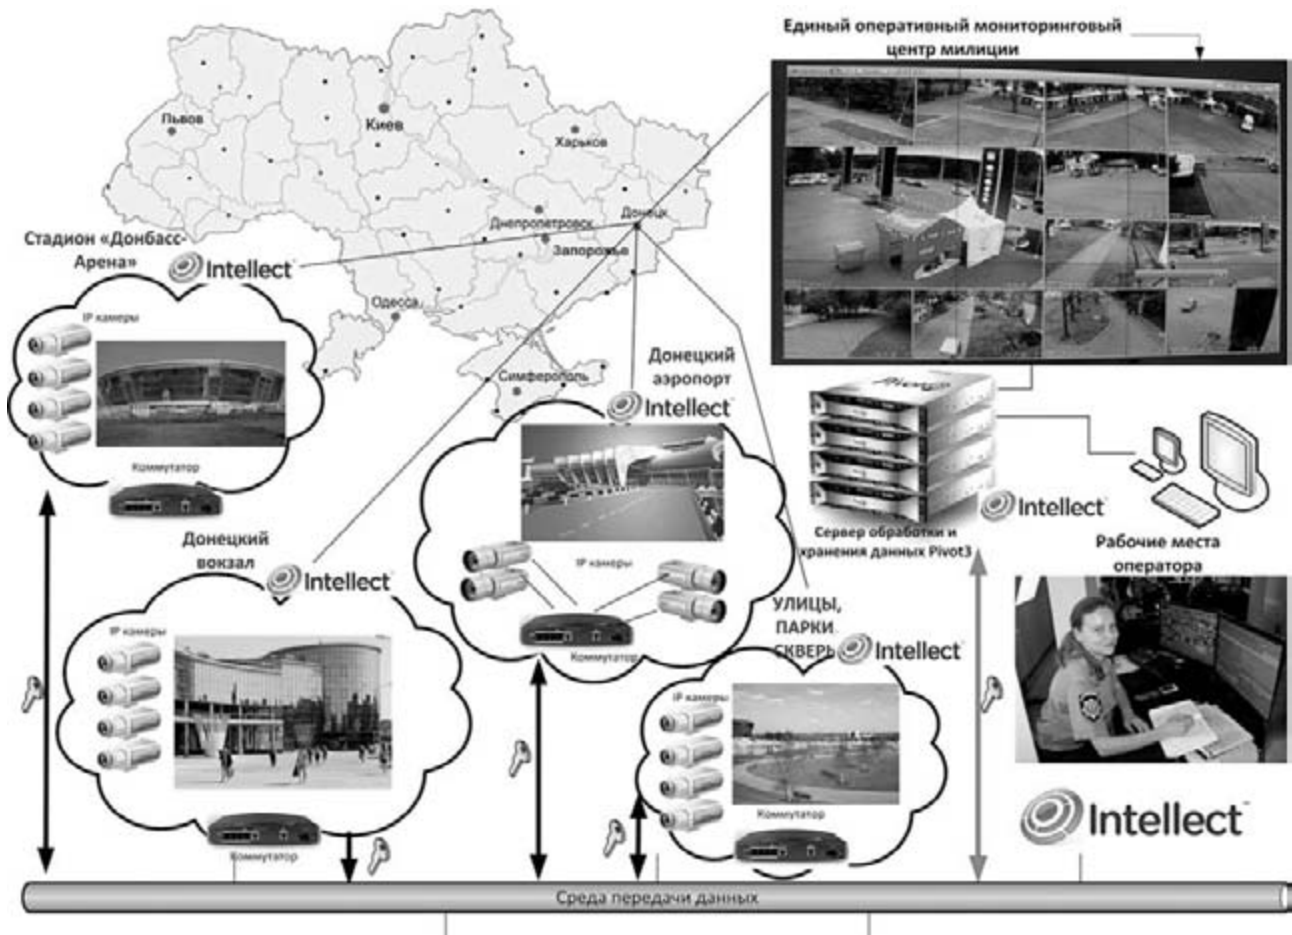 Единый оперативный мониторинговый
центр милиции
Львов
Киев
Харьков
Днепропетровск
Донецк
Запорожье
Одесса
Симферополь
Стадион «Донбасс-
Арена»
Intellect
IP камеры
Коммутатор
Донецкий
аэропорт
Intellect
IP камеры
Коммутатор
Pivot3
Intellect
Сервер обработки и
хранения данных Pivot3
Рабочие места
оператора
Донецкий
вокзал
Intellect
IP камеры
Коммутатор
УЛИЦЫ,
ПАРКИ
СКВЕРЬ
Intellect
IP камеры
Коммутатор
Intellect
Среда передачи данных